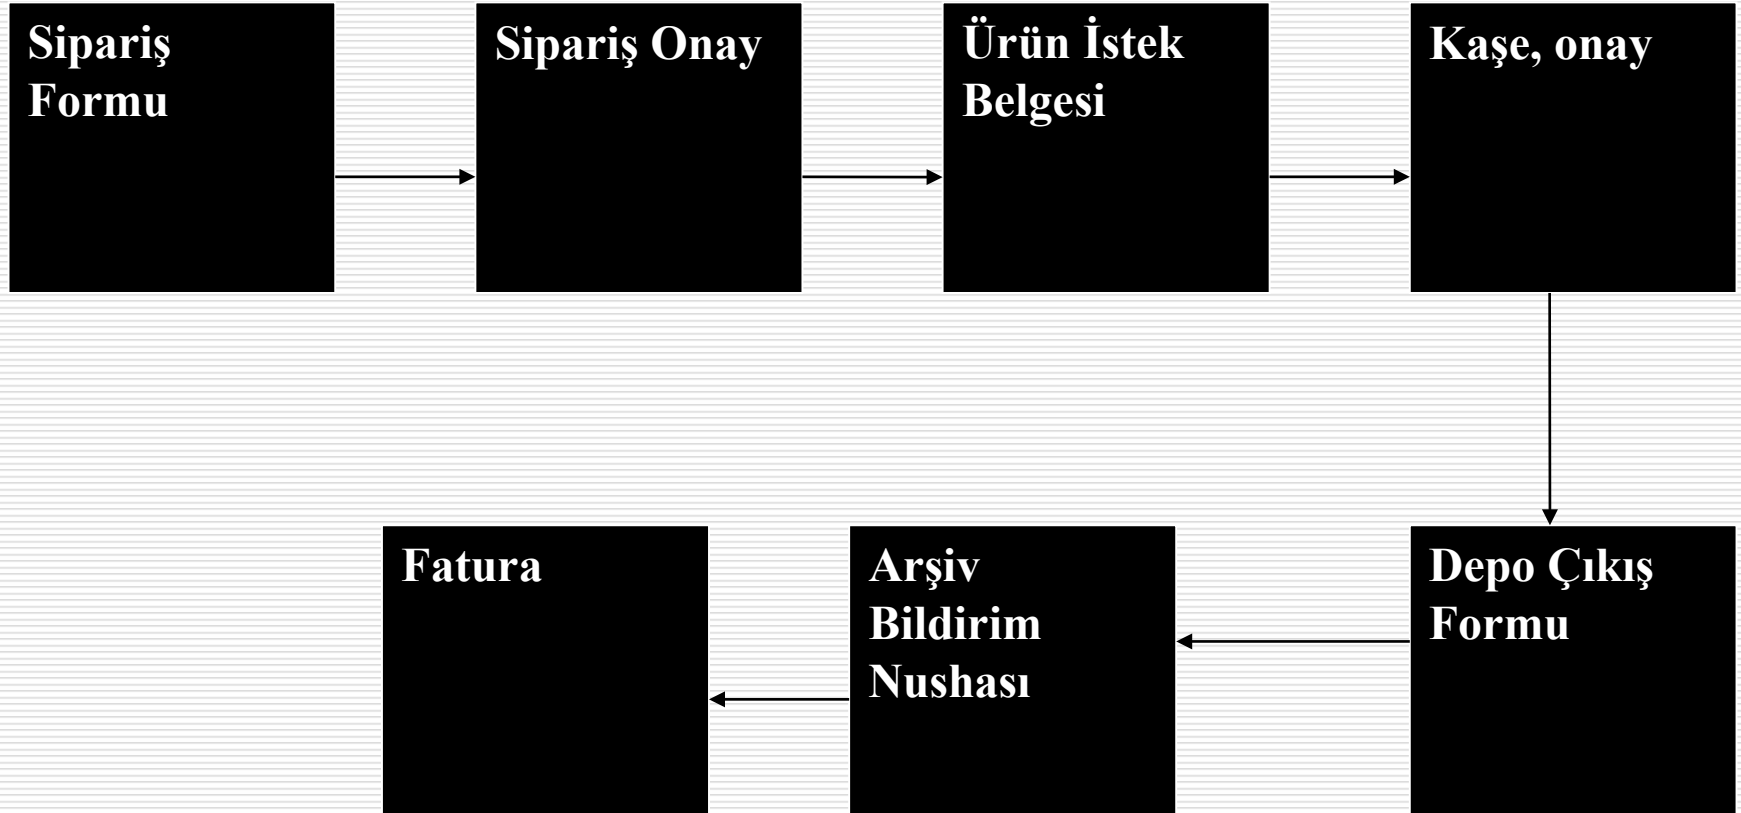 Sipariş
Formu
Sipariş Onay
Ürün İstek
Belgesi
Kaşe, onay
Depo Çıkış
Formu
Arşiv
Bildirim
Nushası
Fatura